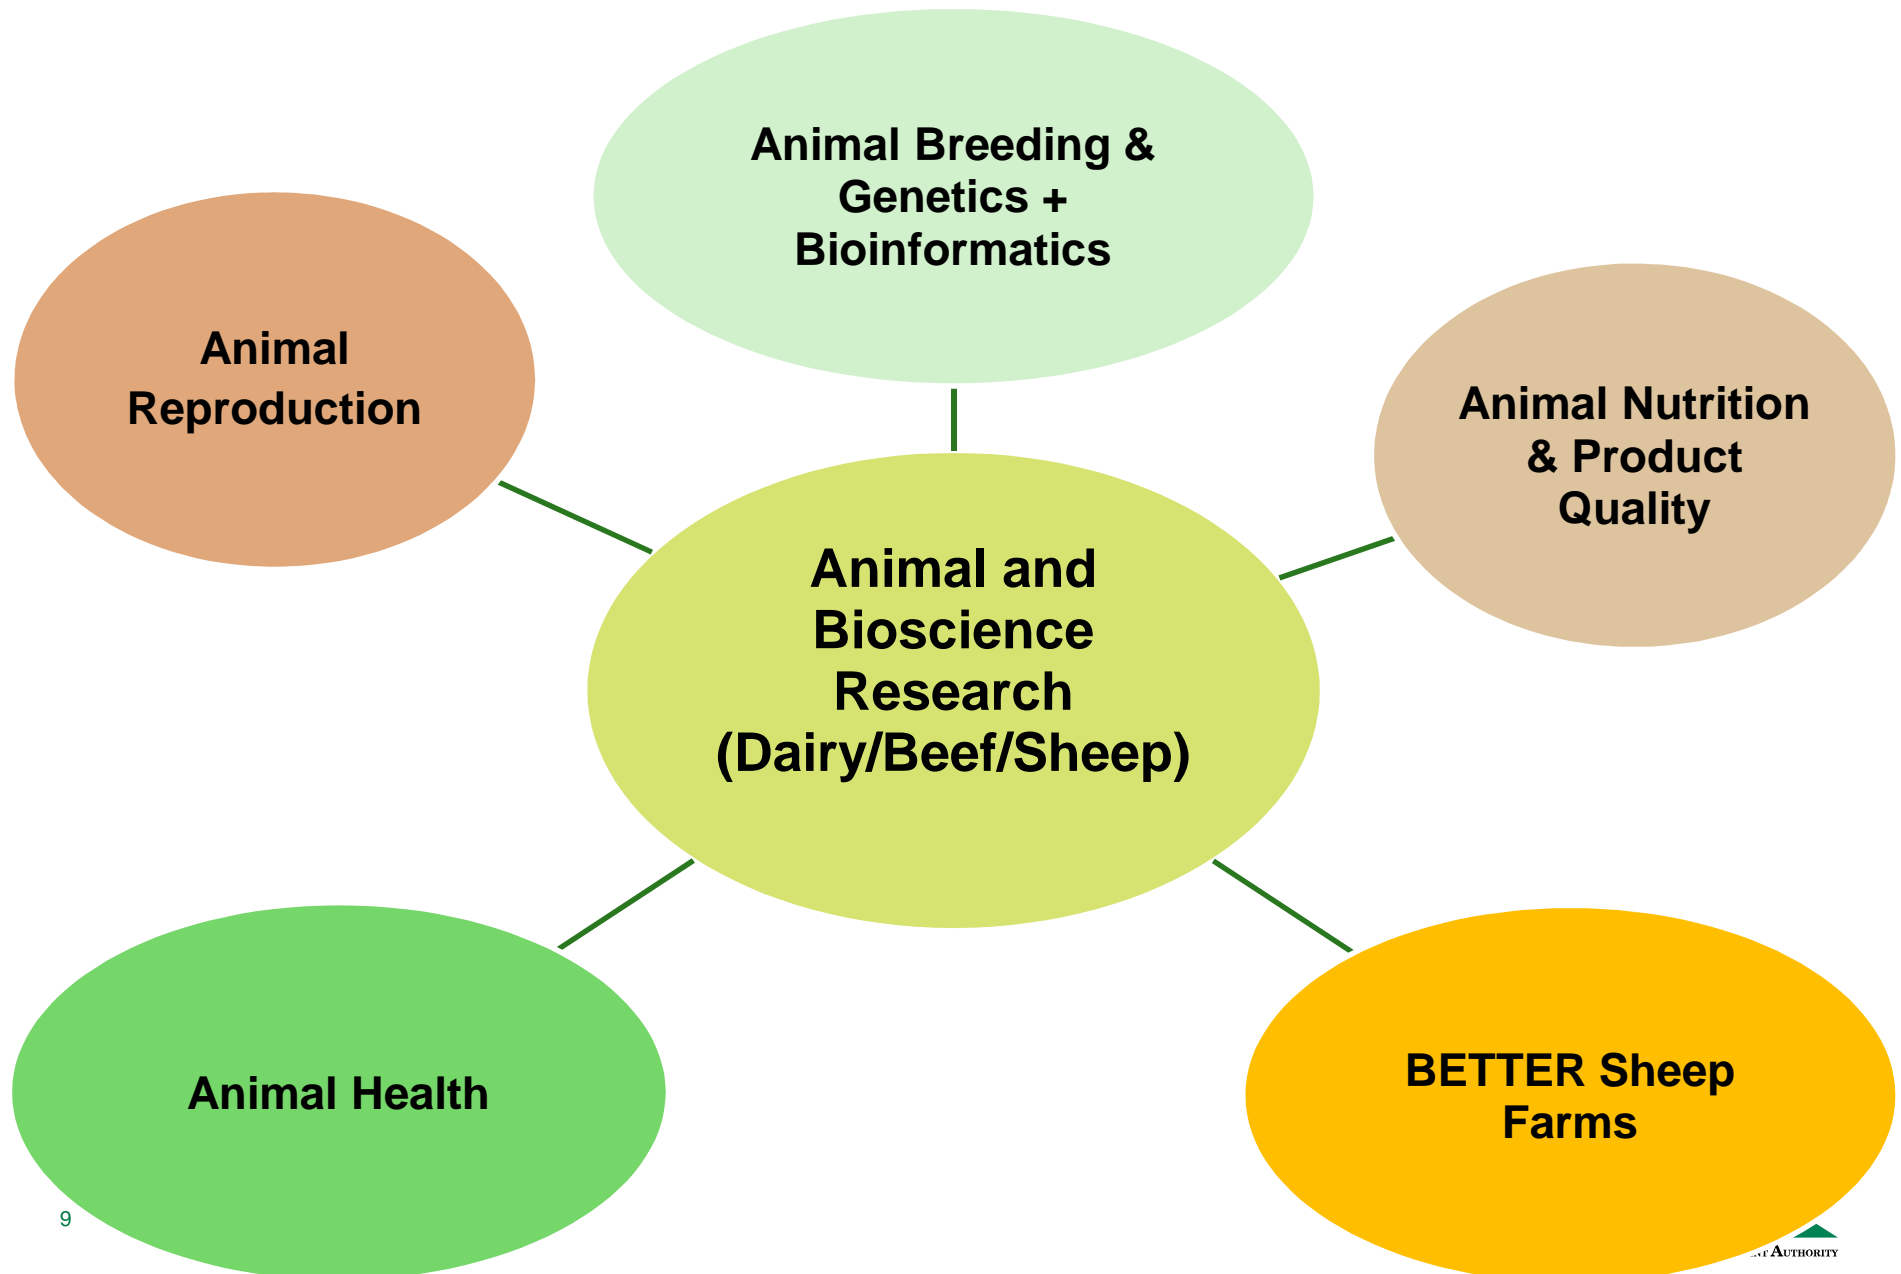 Animal Breeding &
Genetics +
Bioinformatics
Animal
Reproduction
Animal Nutrition
& Product
Quality
Animal and
Bioscience
Research
(Dairy/Beef/Sheep)
Animal Health
BETTER Sheep
Farms
9
AUTHORITY